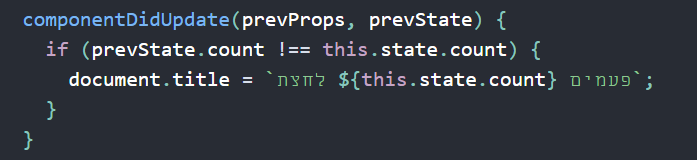 componentDidUpdate(prevProps, prevState) {
if (prevState.count !== this.state.count) {
document.title = `לחצת ${this.state.count} פעמים`;
}
}